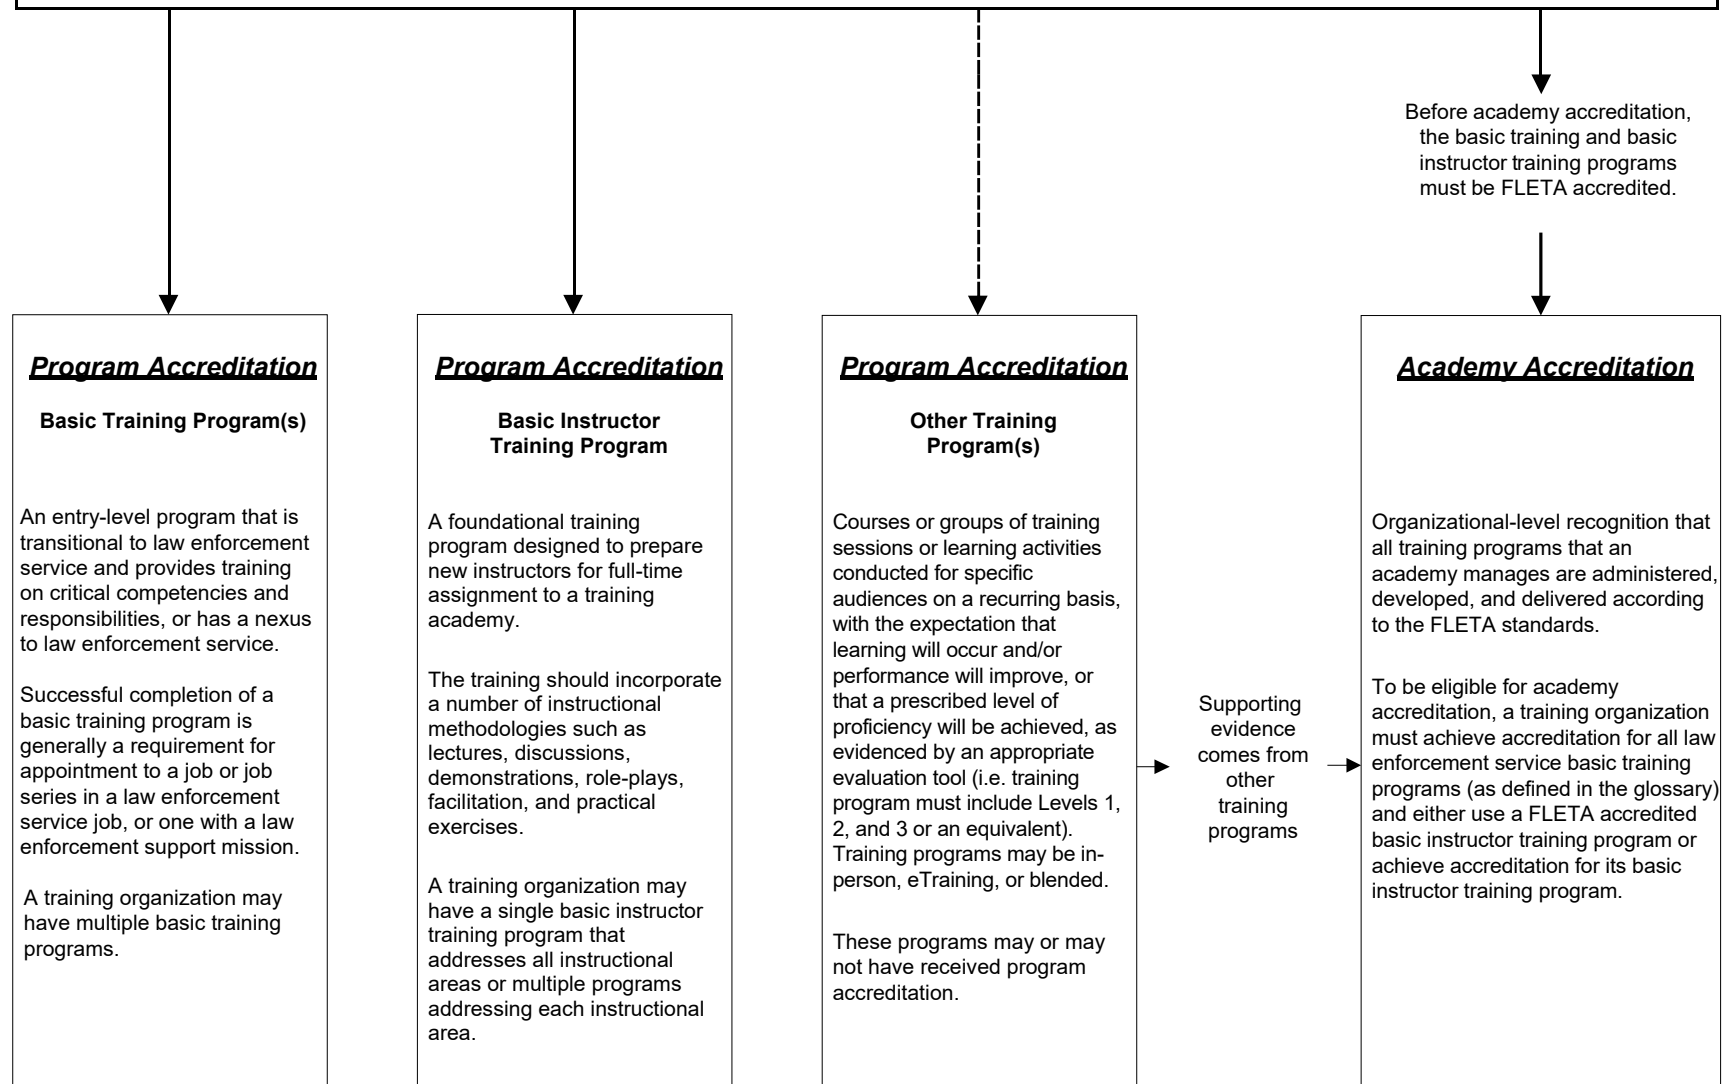 Before academy accreditation,
the basic training and basic
instructor training programs
must be FLETA accredited.
Program Accreditation
Basic Training Program(s)
An entry-level program that is
transitional to law enforcement
service and provides training
on critical competencies and
responsibilities, or has a nexus
to law enforcement service.
Successful completion of a
basic training program is
generally a requirement for
appointment to a job or job
series in a law enforcement
service job, or one with a law
enforcement support mission.
A training organization may
have multiple basic training
programs.
Program Accreditation
Basic Instructor
Training Program
A foundational training
program designed to prepare
new instructors for full-time
assignment to a training
academy.
The training should incorporate
a number of instructional
methodologies such as
lectures, discussions,
demonstrations, role-plays,
facilitation, and practical
exercises.
A training organization may
have a single basic instructor
training program that
addresses all instructional
areas or multiple programs
addressing each instructional
area.
Program Accreditation
Other Training
Program(s)
Courses or groups of training
sessions or learning activities
conducted for specific
audiences on a recurring basis,
with the expectation that
learning will occur and/or
performance will improve, or
that a prescribed level of
proficiency will be achieved, as
evidenced by an appropriate
evaluation tool (i.e. training
program must include Levels 1,
2, and 3 or an equivalent).
Training programs may be in-
person, eTraining, or blended.
These programs may or may
not have received program
accreditation.
Supporting
evidence
comes from
other
training
programs
Academy Accreditation
Organizational-level recognition that
all training programs that an
academy manages are administered,
developed, and delivered according
to the FLETA standards.
To be eligible for academy
accreditation, a training organization
must achieve accreditation for all law
enforcement service basic training
programs (as defined in the glossary)
and either use a FLETA accredited
basic instructor training program or
achieve accreditation for its basic
instructor training program.